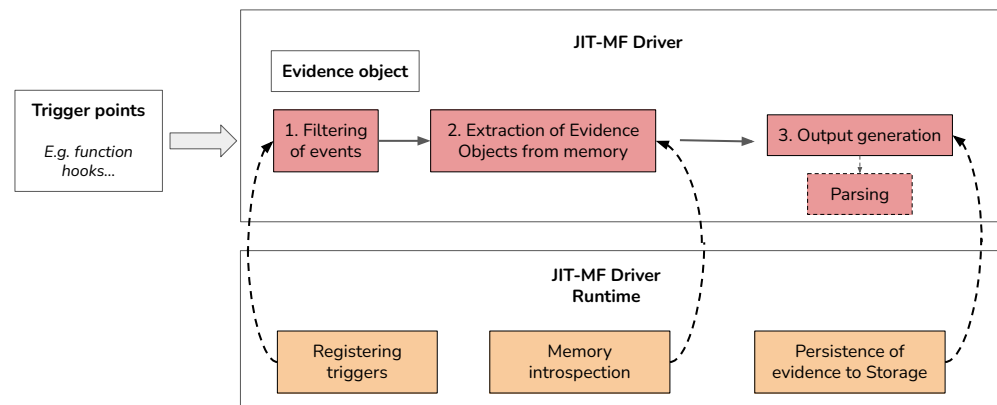 JIT-MF Driver
Evidence object
Trigger points
E.g. function
hooks...
1. Filtering
of events
2. Extraction of Evidence
Objects from memory
3. Output generation
Parsing
JIT-MF Driver
Runtime
Registering
triggers
Memory
introspection
Persistence of
evidence to Storage